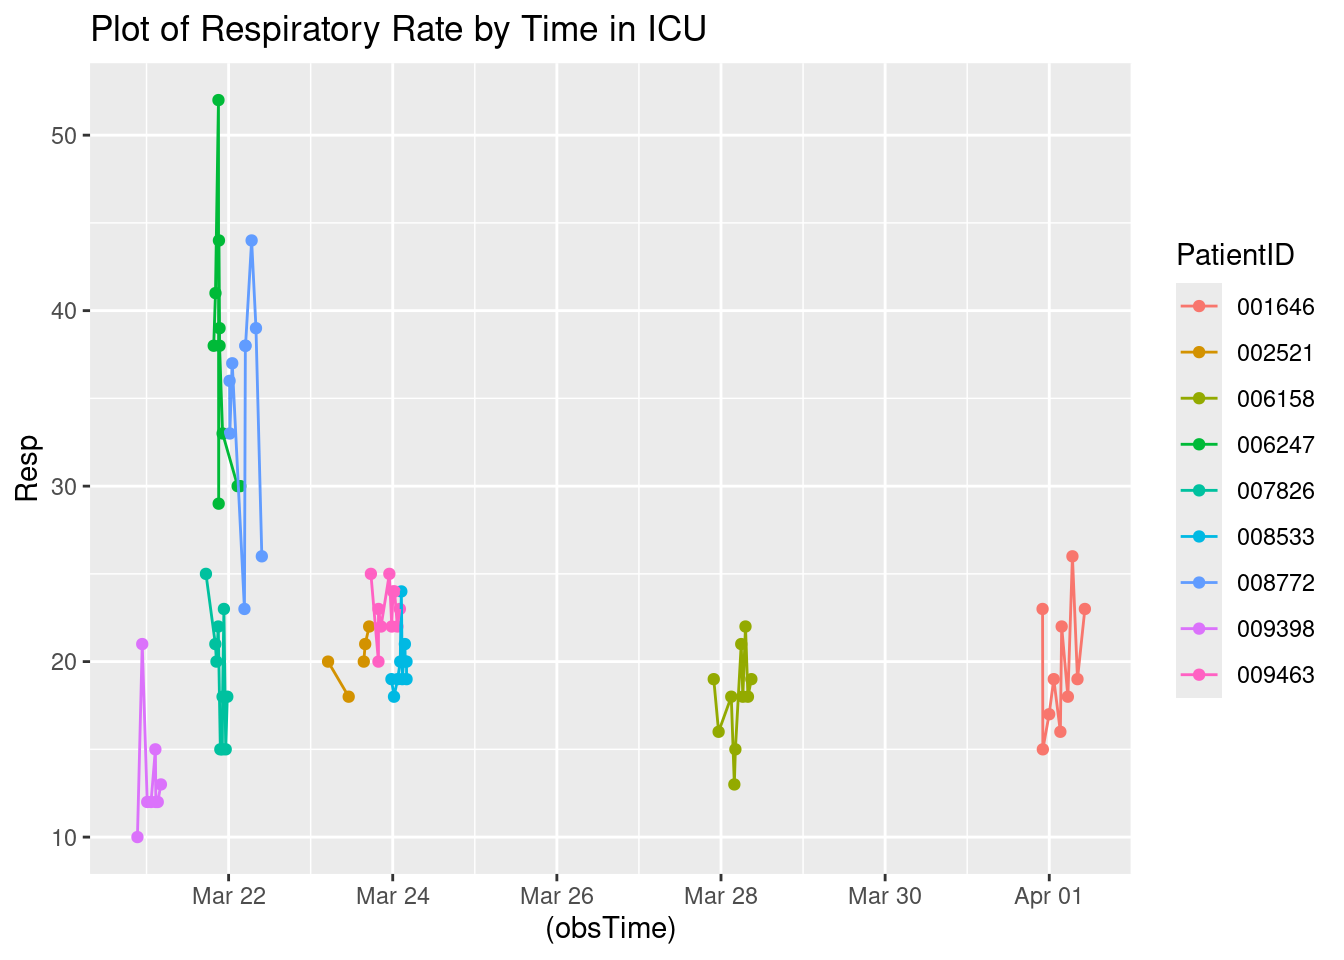 Plot of Respiratory Rate by Time in ICU
Resp
50
40
30
20
10
Mar 22
Mar 24
Mar 26
Mar 28
Mar 30
Apr 01
(obsTime)
PatientID
001646
002521
006158
006247
007826
008533
008772
009398
009463